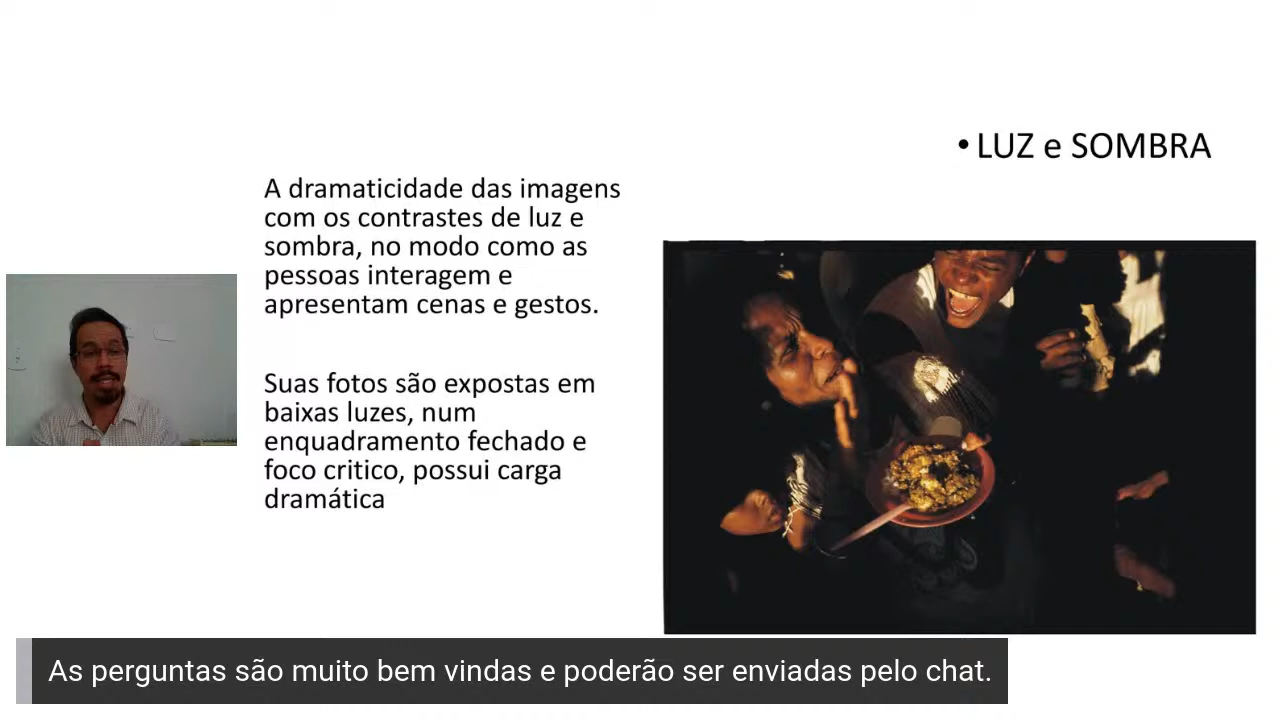 • LUZ e SOMBRA
A dramaticidade das imagens
com os contrastes de luz e
sombra, no modo como as
pessoas interagem e
apresentam cenas e gestos.
Suas fotos são expostas em
baixas luzes, num
enquadramento fechado e
foco critico, possui carga
dramática
As perguntas são muito bem vindas e poderão ser enviadas pelo chat.